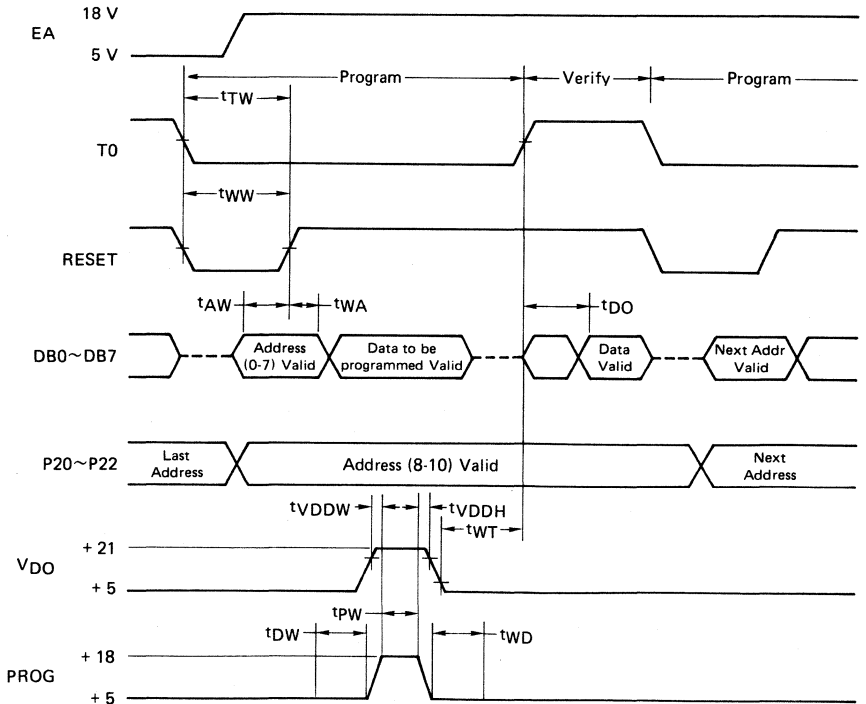 18 V
EA
5 V
Program
Verify
Program
tTW
T0
tWW
RESET
tAW
tWA
tDO
DB0~DB7
Address
(0-7) Valid
Data to be
programmed Valid
Data
Valid
Next Addr
Valid
P20~P22
Last
Address
Address (8-10) Valid
Next
Address
tVDDW
tVDDH
tWT
+ 21
VDO
+ 5
tPW
tDW
tWD
+ 18
PROG
+ 5